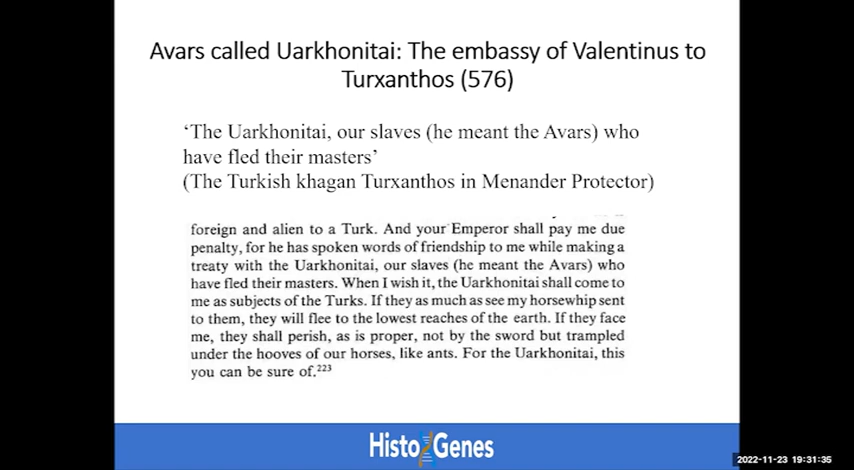 Avars called Uarkhonitai: The embassy of Valentinus to
Turxanthos (576)
‘The Uarkhonitai, our slaves (he meant the Avars) who
have fled their masters’
(The Turkish khagan Turxanthos in Menander Protector)
foreign and alien to a Turk. And your Emperor shall pay me due
penalty, for he has spoken words of friendship to me while making a
treaty with the Uarkhonitai, our slaves (he meant the Avars) who
have fled their masters. When I wish it, the Uarkhonitai shall come to
me as subjects of the Turks. If they as much as see my horsewhip sent
to them, they will flee to the lowest reaches of the earth. If they face
me, they shall perish, as is proper, not by the sword but trampled
under the hooves of our horses, like ants. For the Uarkhonitai, this
you can be sure of.223
Histo Genes
2022-11-23 19:31:35